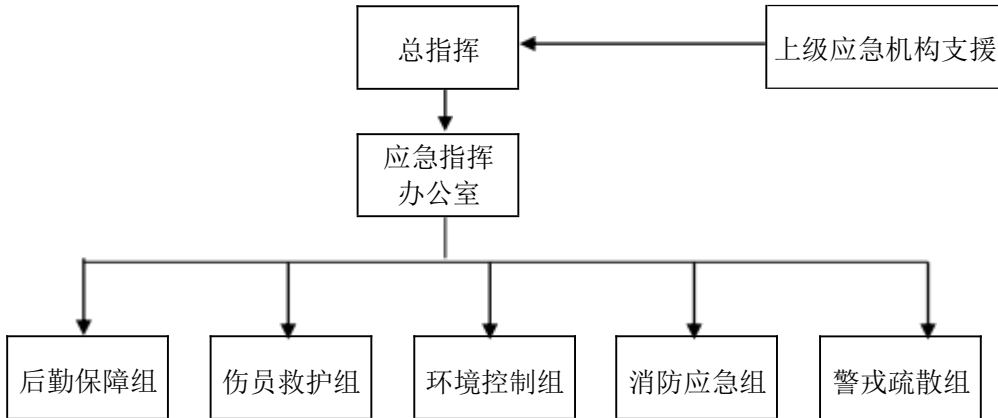 总指挥
上级应急机构支援
应急指挥
办公室
后勤保障组
伤员救护组
环境控制组
消防应急组
警戎疏散组